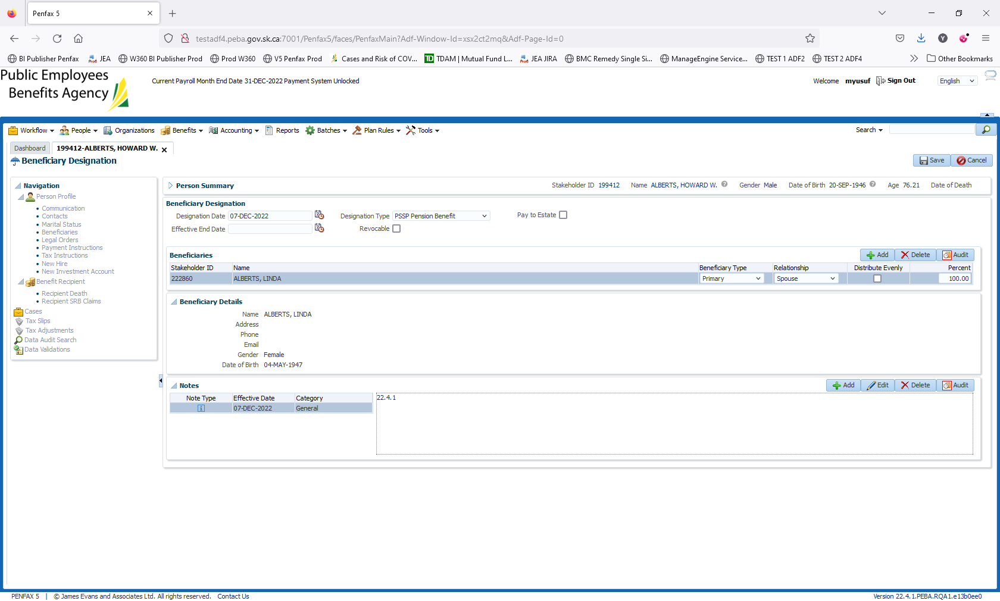 Penfax 5
testadf4.peba.gov.sk.ca:7001/Penfax5/faces/PenfaxMain?Adf-Window-Id=xsx2ct2mq&Adf-Page-Id=0
BI Publisher Penfax JEA W360 BI Publisher Prod Prod W360 V5 Penfax Prod Cases and Risk of COV... TD TDAM | Mutual Fund L... JEA JIRA BMC Remedy Single Si... ManageEngine Service... TEST 1 ADF2 TEST 2 ADF4 Other Bookmarks
Public Employees
Benefits Agency
Current Payroll Month End Date 31-DEC-2022 Payment System Unlocked
Welcome myusuf Sign Out English
Workflow People Organizations Benefits Accounting Reports Batches Plan Rules Tools Search
Dashboard 199412-ALBERTS, HOWARD W.
Beneficiary Designation
Save Cancel
Navigation
Person Profile
Communication
Contacts
Marital Status
Beneficiaries
Legal Orders
Payment Instructions
Tax Instructions
New Hire
New Investment Account
Benefit Recipient
Recipient Death
Recipient SRB Claims
Cases
Tax Slips
Tax Adjustments
Data Audit Search
Data Validations
Person Summary Stakeholder ID 199412 Name ALBERTS, HOWARD W. Gender Male Date of Birth 20-SEP-1946 Age 76.21 Date of Death
Beneficiary Designation
Designation Date 07-DEC-2022 Designation Type PSSP Pension Benefit Pay to Estate
Effective End Date Revocable
Beneficiaries Add Delete Audit
Stakeholder ID Name Beneficiary Type Relationship Distribute Evenly Percent
222860 ALBERTS, LINDA Primary Spouse 100.00
Beneficiary Details
Name ALBERTS, LINDA
Address
Phone
Email
Gender Female
Date of Birth 04-MAY-1947
Notes Add Edit Delete Audit
Note Type Effective Date Category 22.4.1
07-DEC-2022 General
PENFAX 5 | © James Evans and Associates Ltd. All rights reserved. Contact Us Version 22.4.1.PEBA.RQA1.e13b0ee0